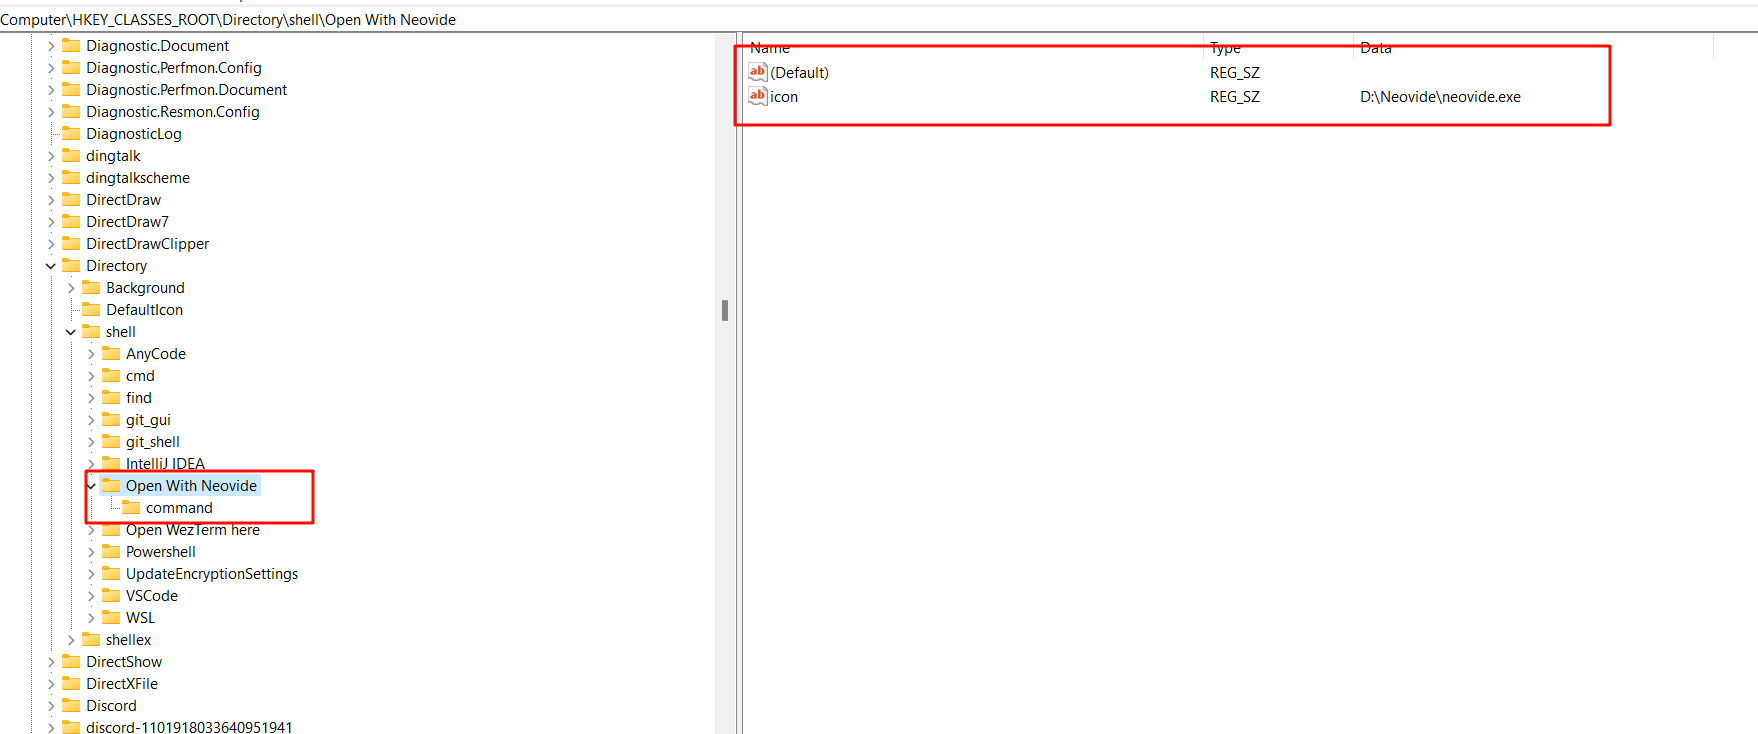 Computer\HKEY_CLASSES_ROOT\Directory\shell\Open With Neovide
Diagnostic.Document
Diagnostic.Perfmon.Config
Diagnostic.Perfmon.Document
Diagnostic.Resmon.Config
DiagnosticLog
dingtalk
dingtalkscheme
DirectDraw
DirectDraw7
DirectDrawClipper
Directory
Background
DefaultIcon
shell
AnyCode
cmd
find
git_gui
git_shell
IntelliJ IDEA
Open With Neovide
command
Open WezTerm here
Powershell
UpdateEncryptionSettings
VSCode
WSL
shellex
DirectShow
DirectXFile
Discord
discord-1101918033640951941
Name Type Data
ab (Default) REG_SZ
ab icon REG_SZ D:\Neovide\neovide.exe